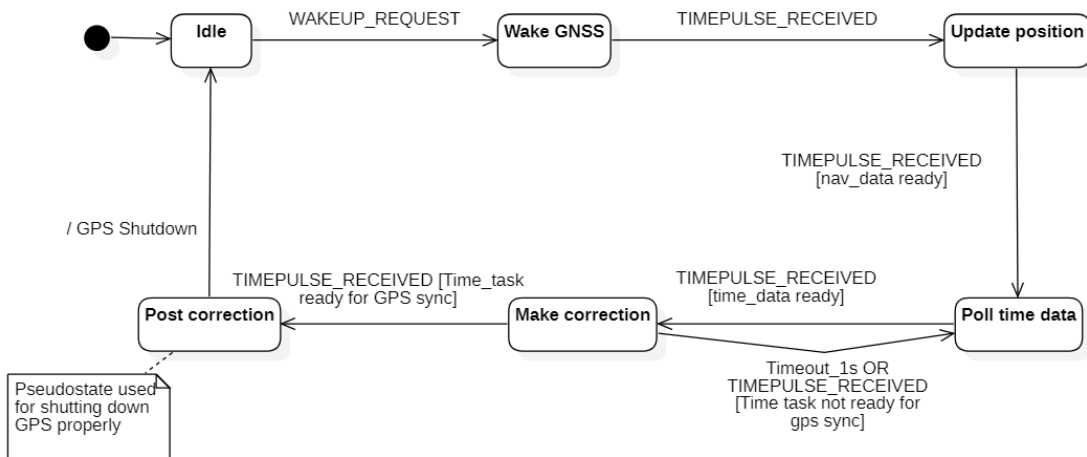 Idle
WAKEUP_REQUEST
Wake GNSS
TIMEPULSE_RECEIVED
Update position
TIMEPULSE_RECEIVED
[nav_data ready]
/ GPS Shutdown
TIMEPULSE_RECEIVED [Time_task
ready for GPS sync]
TIMEPULSE_RECEIVED
[time_data ready]
Post correction
Make correction
Poll time data
Timeout_1s OR
TIMEPULSE_RECEIVED
[Time task not ready for
gps sync]
Pseudostate used
for shutting down
GPS properly